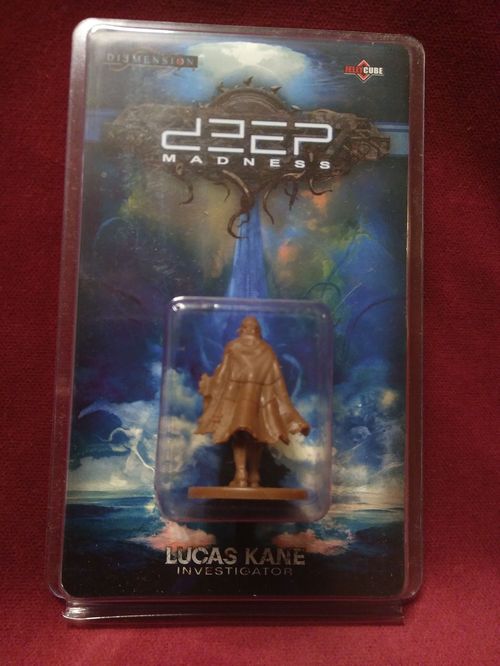 DIEMENSION
JELLYCUBE
dEEP
MADNESS
LUCAS KANE
INVESTIGATOR